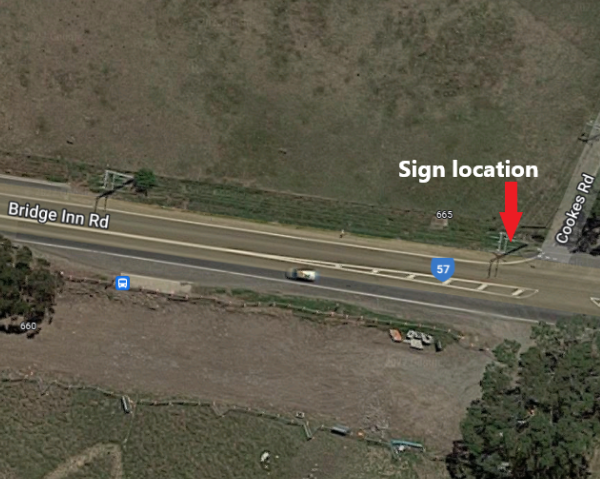 Sign location
Cookes Rd
Bridge Inn Rd
665
57
660